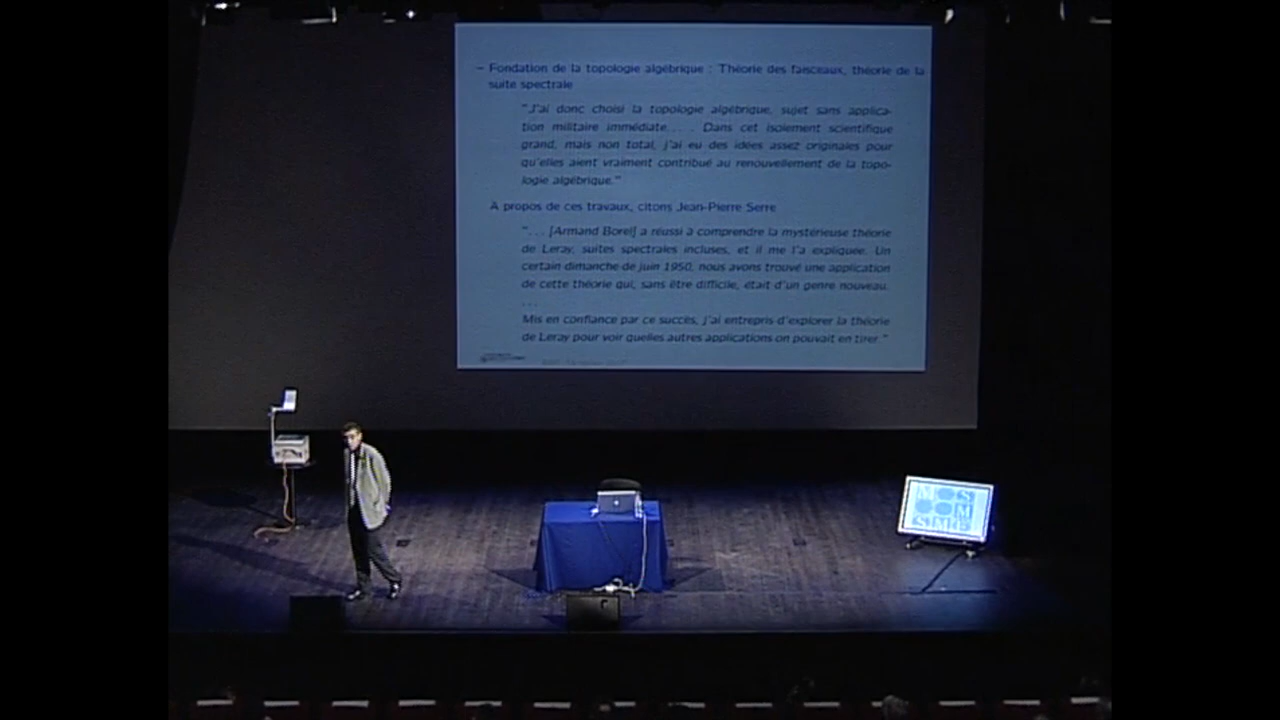 – Fondation de la topologie algébrique : Théorie des faisceaux, théorie de la
suite spectrale
"J'ai donc choisi la topologie algébrique, sujet sans applica-
tion militaire immédiate. . . . Dans cet isolement scientifique
grand, mais non total, j'ai eu des idées assez originales pour
qu'elles aient vraiment contribué au renouvellement de la topo-
logie algébrique."
A propos de ces travaux, citons Jean-Pierre Serre
". . . [Armand Borel] a réussi à comprendre la mystérieuse théorie
de Leray, suites spectrales incluses, et il me l'a expliquée. Un
certain dimanche de juin 1950, nous avons trouvé une application
de cette théorie qui, sans être difficile, était d'un genre nouveau.
. . .
Mis en confiance par ce succès, j'ai entrepris d'explorer la théorie
de Leray pour voir quelles autres applications on pouvait en tirer."